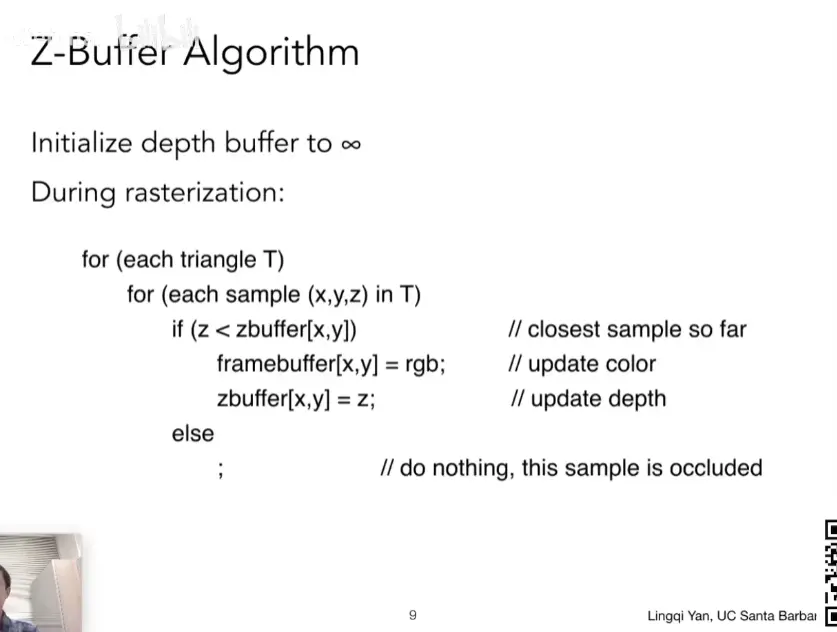 Z-Buffer Algorithm
Initialize depth buffer to ∞
During rasterization:
for (each triangle T)
for (each sample (x,y,z) in T)
if (z < zbuffer[x,y]) // closest sample so far
framebuffer[x,y] = rgb; // update color
zbuffer[x,y] = z; // update depth
else
; // do nothing, this sample is occluded
9
Lingqi Yan, UC Santa Barbar